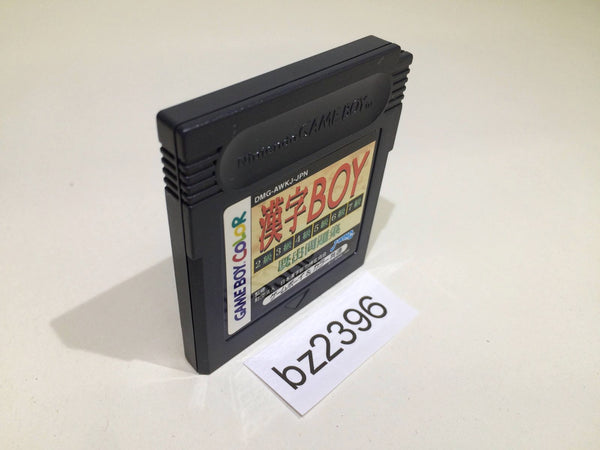 Nintendo GAME BOY TM
DMG-AWKJ-JPN
漢字BOY
2級 3級 4級 5級 6級 7級
GAME BOY COLOR
bz2396